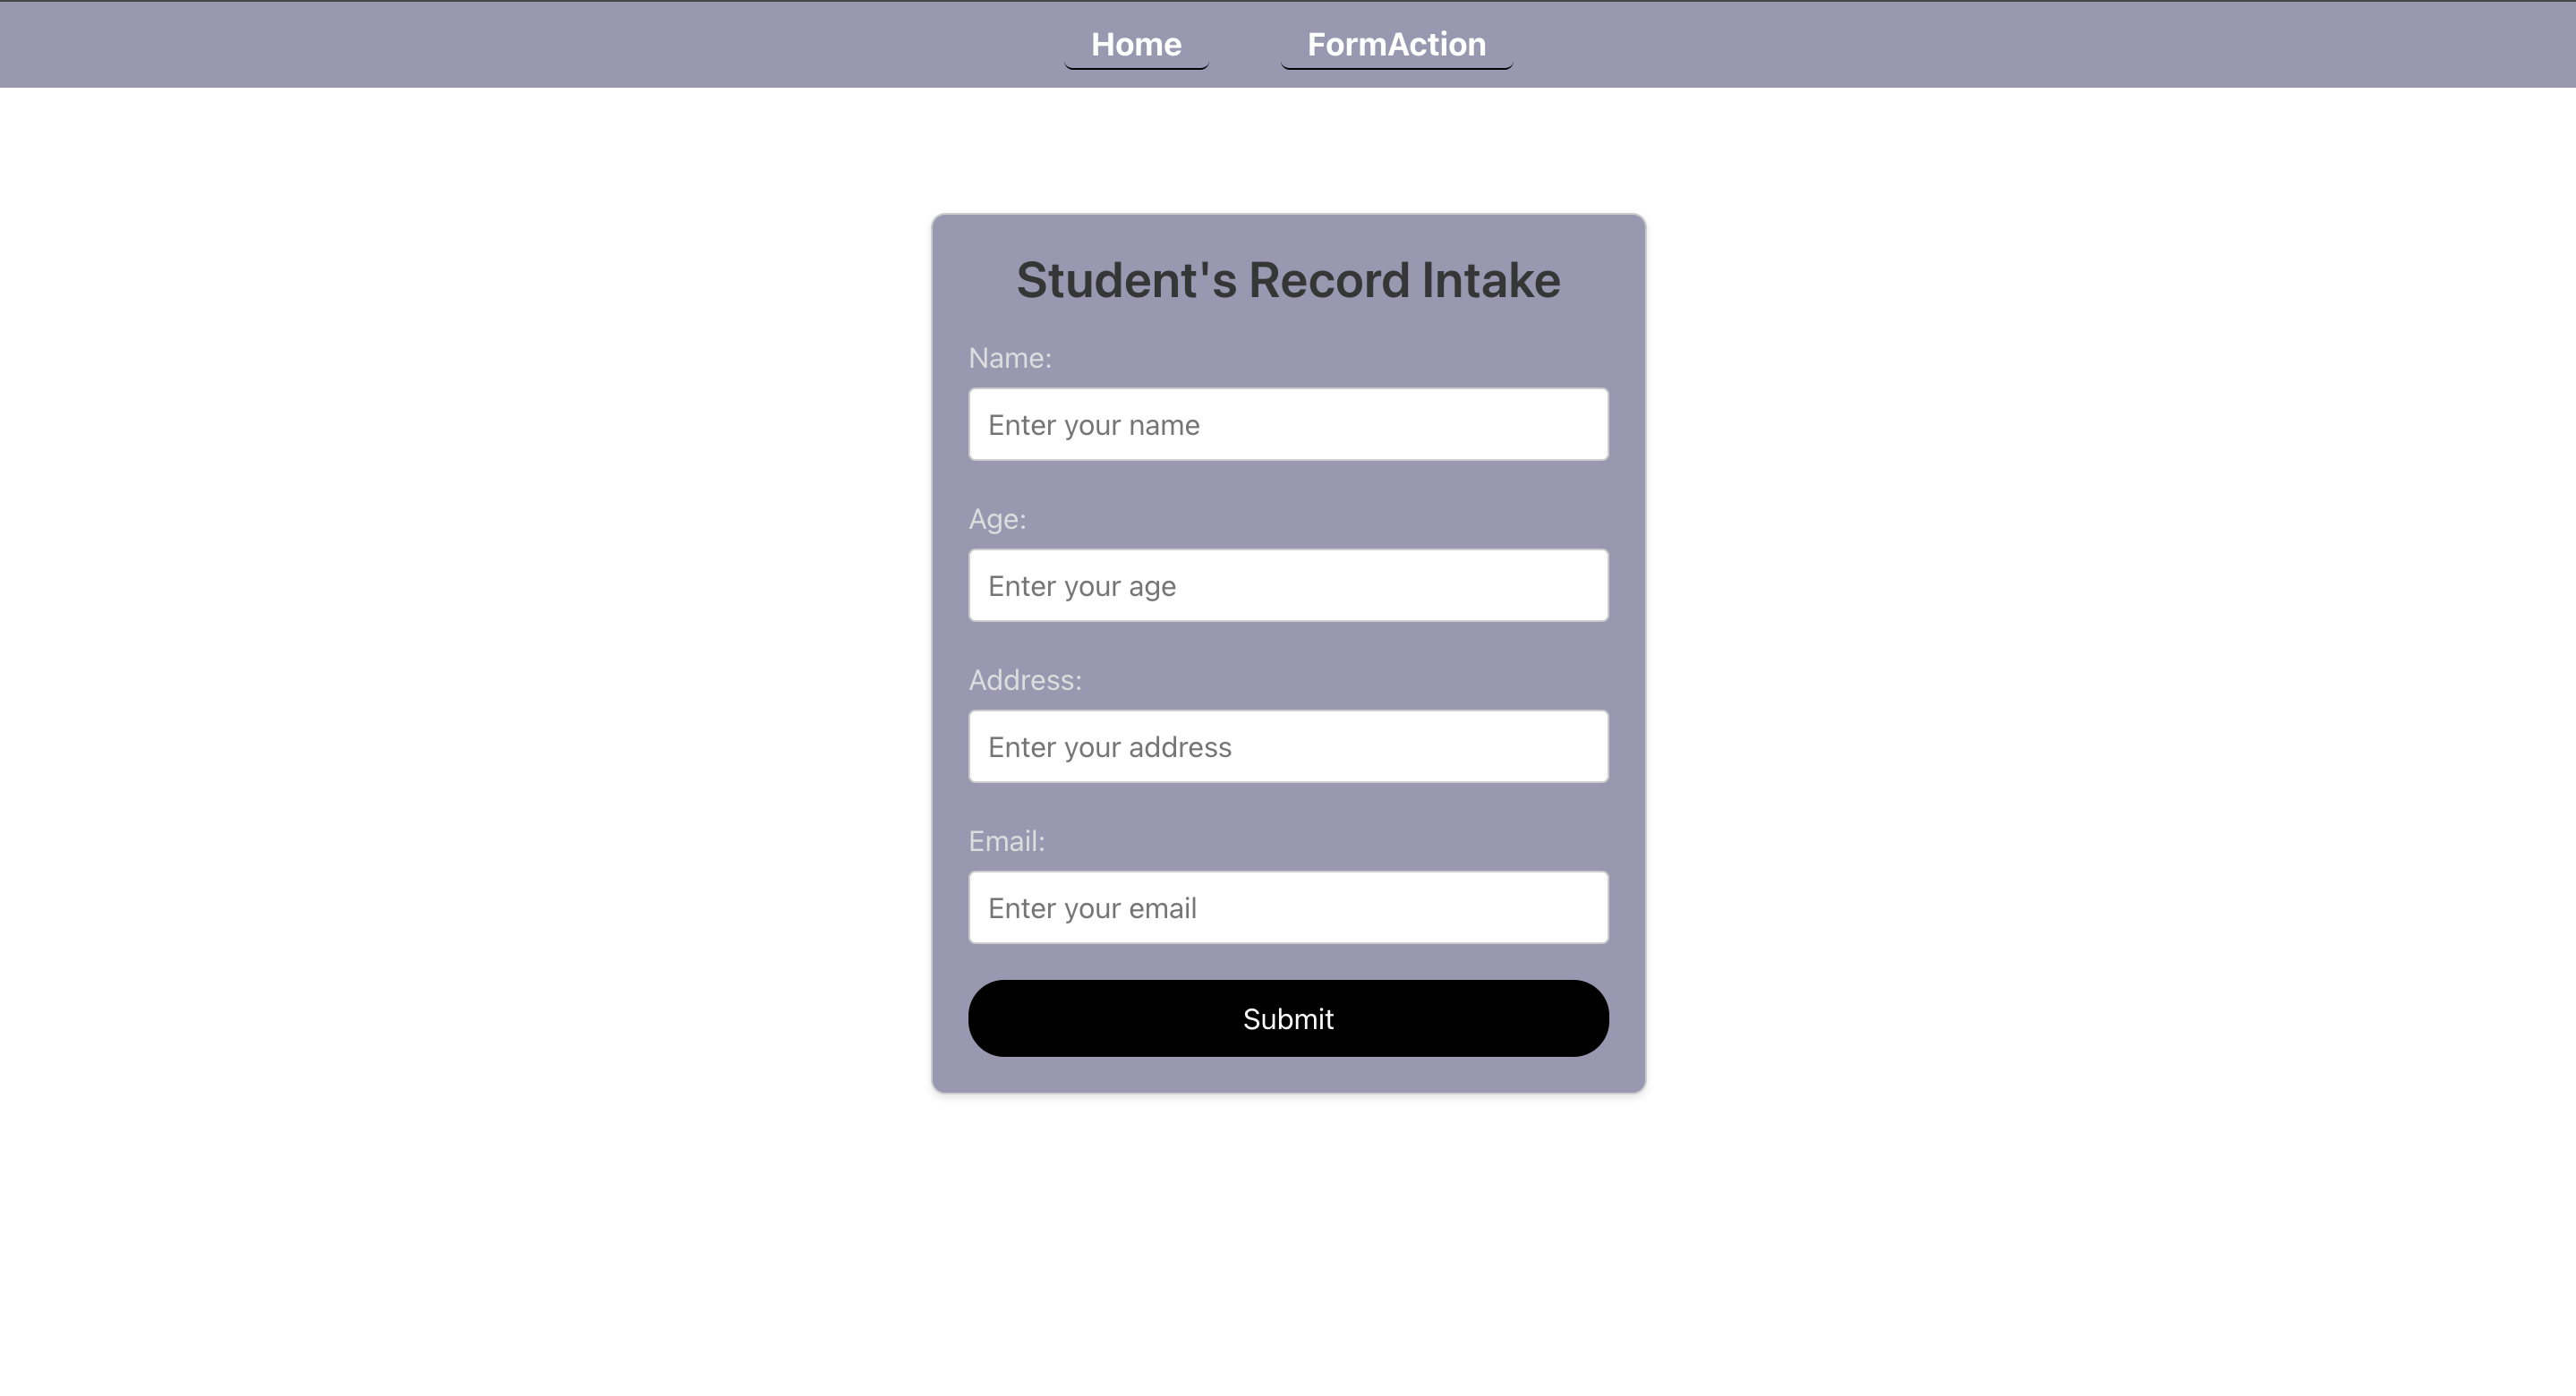 Home FormAction
Student's Record Intake
Name:
Enter your name
Age:
Enter your age
Address:
Enter your address
Email:
Enter your email
Submit